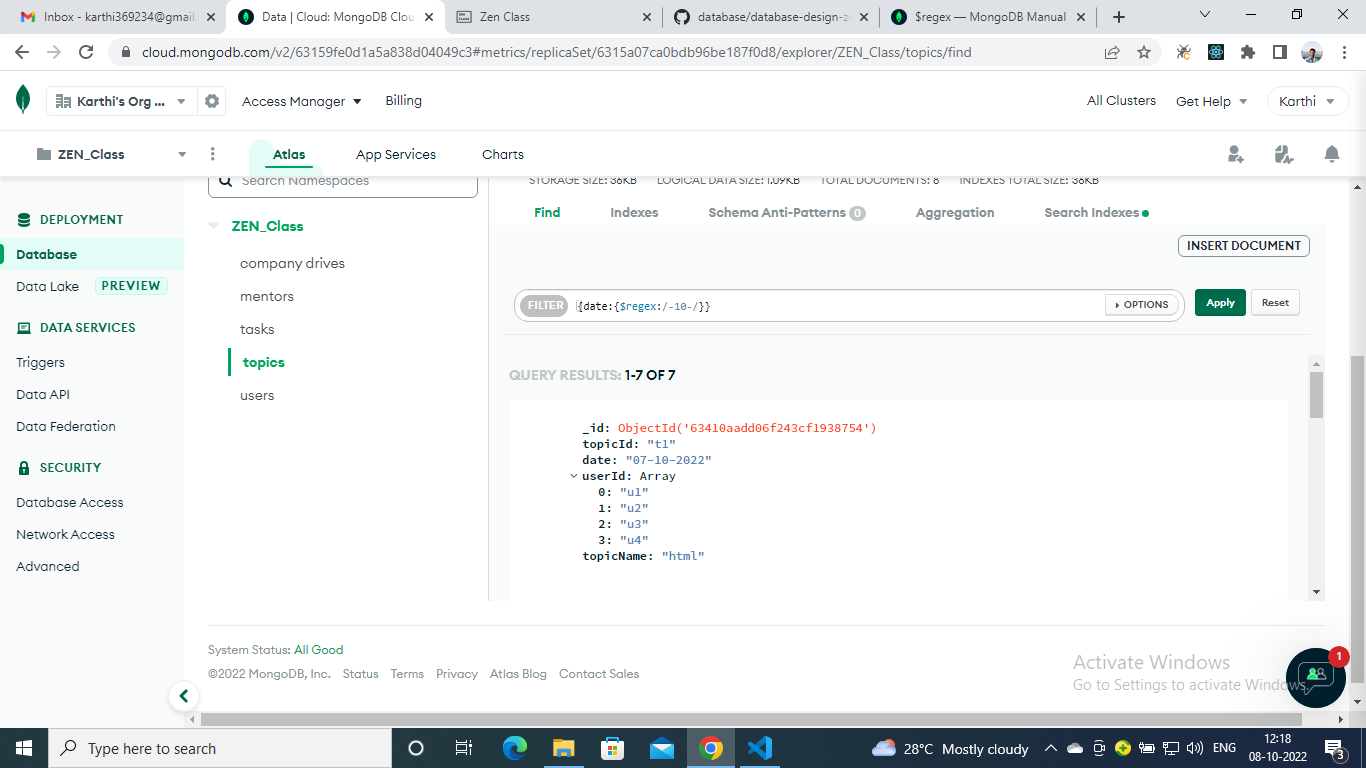 Inbox - karthi369234@gmail.
Data | Cloud: MongoDB Clou
Zen Class
database/database-design-z
$regex — MongoDB Manual
cloud.mongodb.com/v2/63159fe0d1a5a838d04049c3#metrics/replicaSet/6315a07ca0bdb96be187f0d8/explorer/ZEN_Class/topics/find
Karthi's Org ...
Access Manager
Billing
All Clusters
Get Help
Karthi
ZEN_Class
Atlas
App Services
Charts
Search Namespaces
STORAGE SIZE: 36KB LOGICAL DATA SIZE: 1.09KB TOTAL DOCUMENTS: 8 INDEXES TOTAL SIZE: 36KB
DEPLOYMENT
Database
Data Lake PREVIEW
DATA SERVICES
Triggers
Data API
Data Federation
SECURITY
Database Access
Network Access
Advanced
ZEN_Class
company drives
mentors
tasks
topics
users
Find
Indexes
Schema Anti-Patterns 0
Aggregation
Search Indexes
INSERT DOCUMENT
FILTER {date:{$regex:/-10-/}}
OPTIONS
Apply
Reset
QUERY RESULTS: 1-7 OF 7
_id: ObjectId('63410aadd06f243cf1938754')
topicId: "t1"
date: "07-10-2022"
userId: Array
0: "u1"
1: "u2"
2: "u3"
3: "u4"
topicName: "html"
System Status: All Good
©2022 MongoDB, Inc. Status Terms Privacy Atlas Blog Contact Sales
Activate Windows
Go to Settings to activate Windows.
1
Type here to search
28°C Mostly cloudy
ENG
12:18
08-10-2022
3